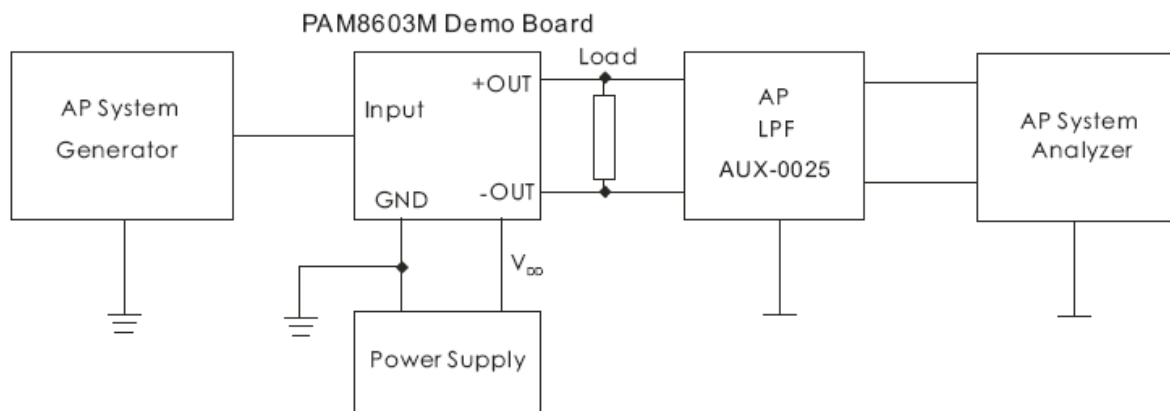 PAM8603M Demo Board
AP System
Generator
Input
+OUT
-OUT
GND
Load
AP
LPF
AUX-0025
AP System
Analyzer
VDD
Power Supply